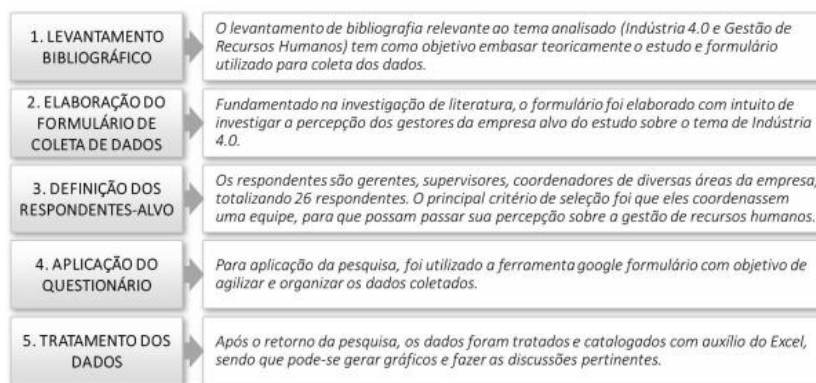 1. LEVANTAMENTO
BIBLIOGRÁFICO
O levantamento de bibliografia relevante ao tema analisado (Indústria 4.0 e Gestão de
Recursos Humanos) tem como objetivo embasar teoricamente o estudo e formulário
utilizado para coleta dos dados.
2. ELABORAÇÃO DO
FORMULÁRIO DE
COLETA DE DADOS
Fundamentado na investigação de literatura, o formulário foi elaborado com intuito de
investigar a percepção dos gestores da empresa alvo do estudo sobre o tema de Indústria
4.0.
3. DEFINIÇÃO DOS
RESPONDENTES-ALVO
Os respondentes são gerentes, supervisores, coordenadores de diversas áreas da empresa,
totalizando 26 respondentes. O principal critério de seleção foi que eles coordenassem
uma equipe, para que possam passar sua percepção sobre a gestão de recursos humanos.
4. APLICAÇÃO DO
QUESTIONÁRIO
Para aplicação da pesquisa, foi utilizado a ferramenta google formulário com objetivo de
agilizar e organizar os dados coletados.
5. TRATAMENTO DOS
DADOS
Após o retorno da pesquisa, os dados foram tratados e catalogados com auxílio do Excel,
sendo que pode-se gerar gráficos e fazer as discussões pertinentes.